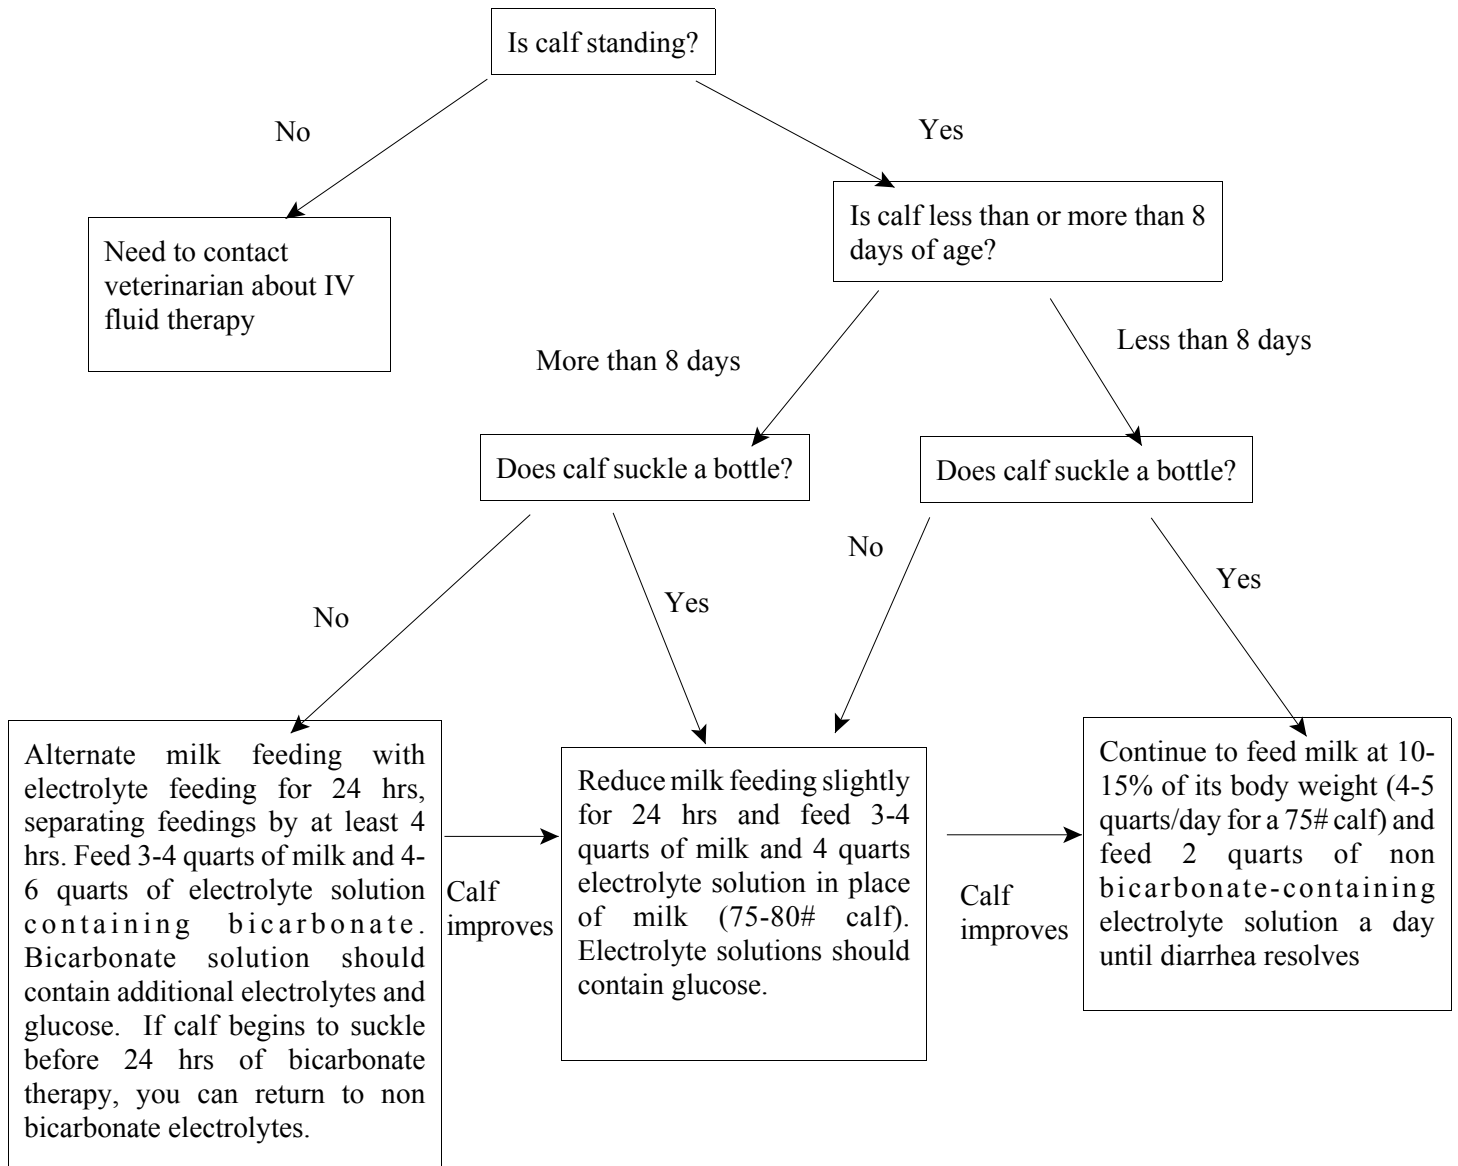 Is calf standing?
No
Yes
Need to contact
veterinarian about IV
fluid therapy
Is calf less than or more than 8
days of age?
More than 8 days
Less than 8 days
Does calf suckle a bottle?
Does calf suckle a bottle?
No
Yes
No
Yes
Alternate milk feeding with
electrolyte feeding for 24 hrs,
separating feedings by at least 4
hrs. Feed 3-4 quarts of milk and 4-
6 quarts of electrolyte solution
containing bicarbonate.
Bicarbonate solution should
contain additional electrolytes and
glucose. If calf begins to suckle
before 24 hrs of bicarbonate
therapy, you can return to non
bicarbonate electrolytes.
Calf
improves
Reduce milk feeding slightly
for 24 hrs and feed 3-4
quarts of milk and 4 quarts
electrolyte solution in place
of milk (75-80# calf).
Electrolyte solutions should
contain glucose.
Calf
improves
Continue to feed milk at 10-
15% of its body weight (4-5
quarts/day for a 75# calf) and
feed 2 quarts of non
bicarbonate-containing
electrolyte solution a day
until diarrhea resolves